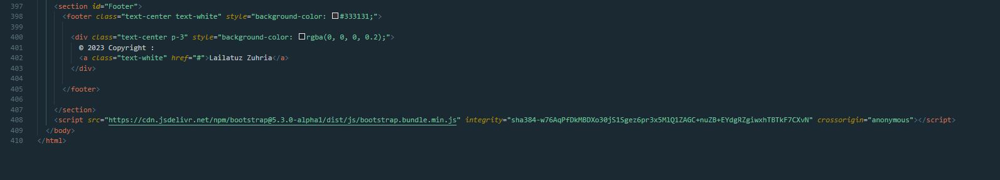 397 <section id="Footer">
398 <footer class="text-center text-white" style="background-color: #333131;">
399
400 <div class="text-center p-3" style="background-color: rgba(0, 0, 0, 0.2);">
401 © 2023 Copyright :
402 <a class="text-white" href="#">Lailatuz Zuhria</a>
403 </div>
404
405 </footer>
406
407 </section>
408 <script src="https://cdn.jsdelivr.net/npm/bootstrap@5.3.0-alpha1/dist/js/bootstrap.bundle.min.js" integrity="sha384-w76AqPfDkMBDXo30jS1Sgez6pr3x5MlQ1ZAGC+nuZB+EYdgRZgiwxhTBTkF7CXvN" crossorigin="anonymous"></script>
409 </body>
410 </html>